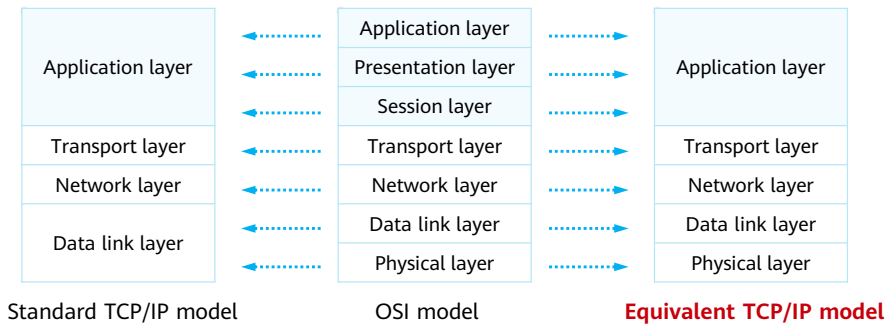 Application layer
Transport layer
Network layer
Data link layer
Standard TCP/IP model
Application layer
Presentation layer
Session layer
Transport layer
Network layer
Data link layer
Physical layer
OSI model
Application layer
Transport layer
Network layer
Data link layer
Physical layer
Equivalent TCP/IP model